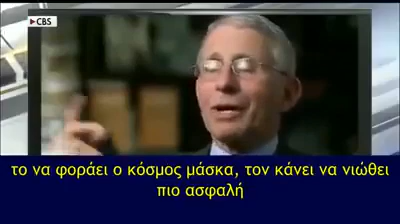 CBS
το να φοράει ο κόσμος μάσκα, τον κάνει να νιώθει
πιο ασφαλή